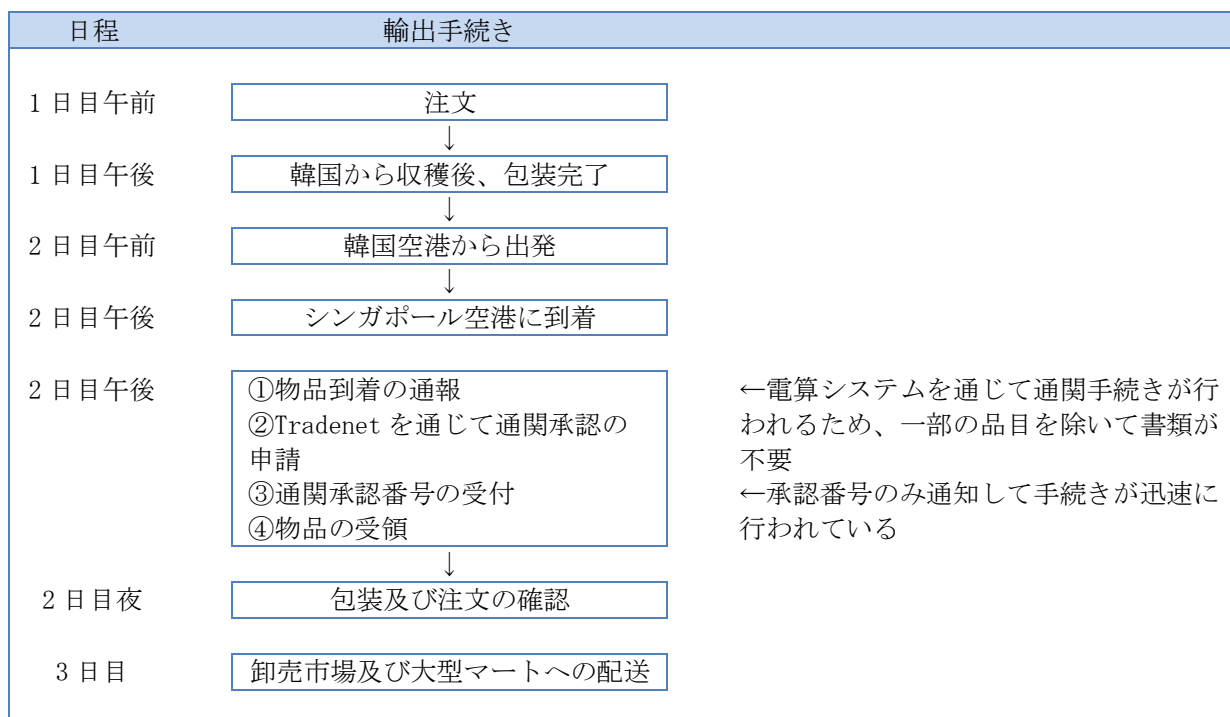 日程 輸出手続き
1日目午前 注文
↓
1日目午後 韓国から収穫後、包装完了
↓
2日目午前 韓国空港から出発
↓
2日目午後 シンガポール空港に到着
2日目午後 ①物品到着の通報 ←電算システムを通じて通関手続きが行
②Tradenet を通じて通関承認の われるため、一部の品目を除いて書類が
申請 不要
③通関承認番号の受付 ←承認番号のみ通知して手続きが迅速に
④物品の受領 行われている
↓
2日目夜 包装及び注文の確認
3日目 卸売市場及び大型マートへの配送